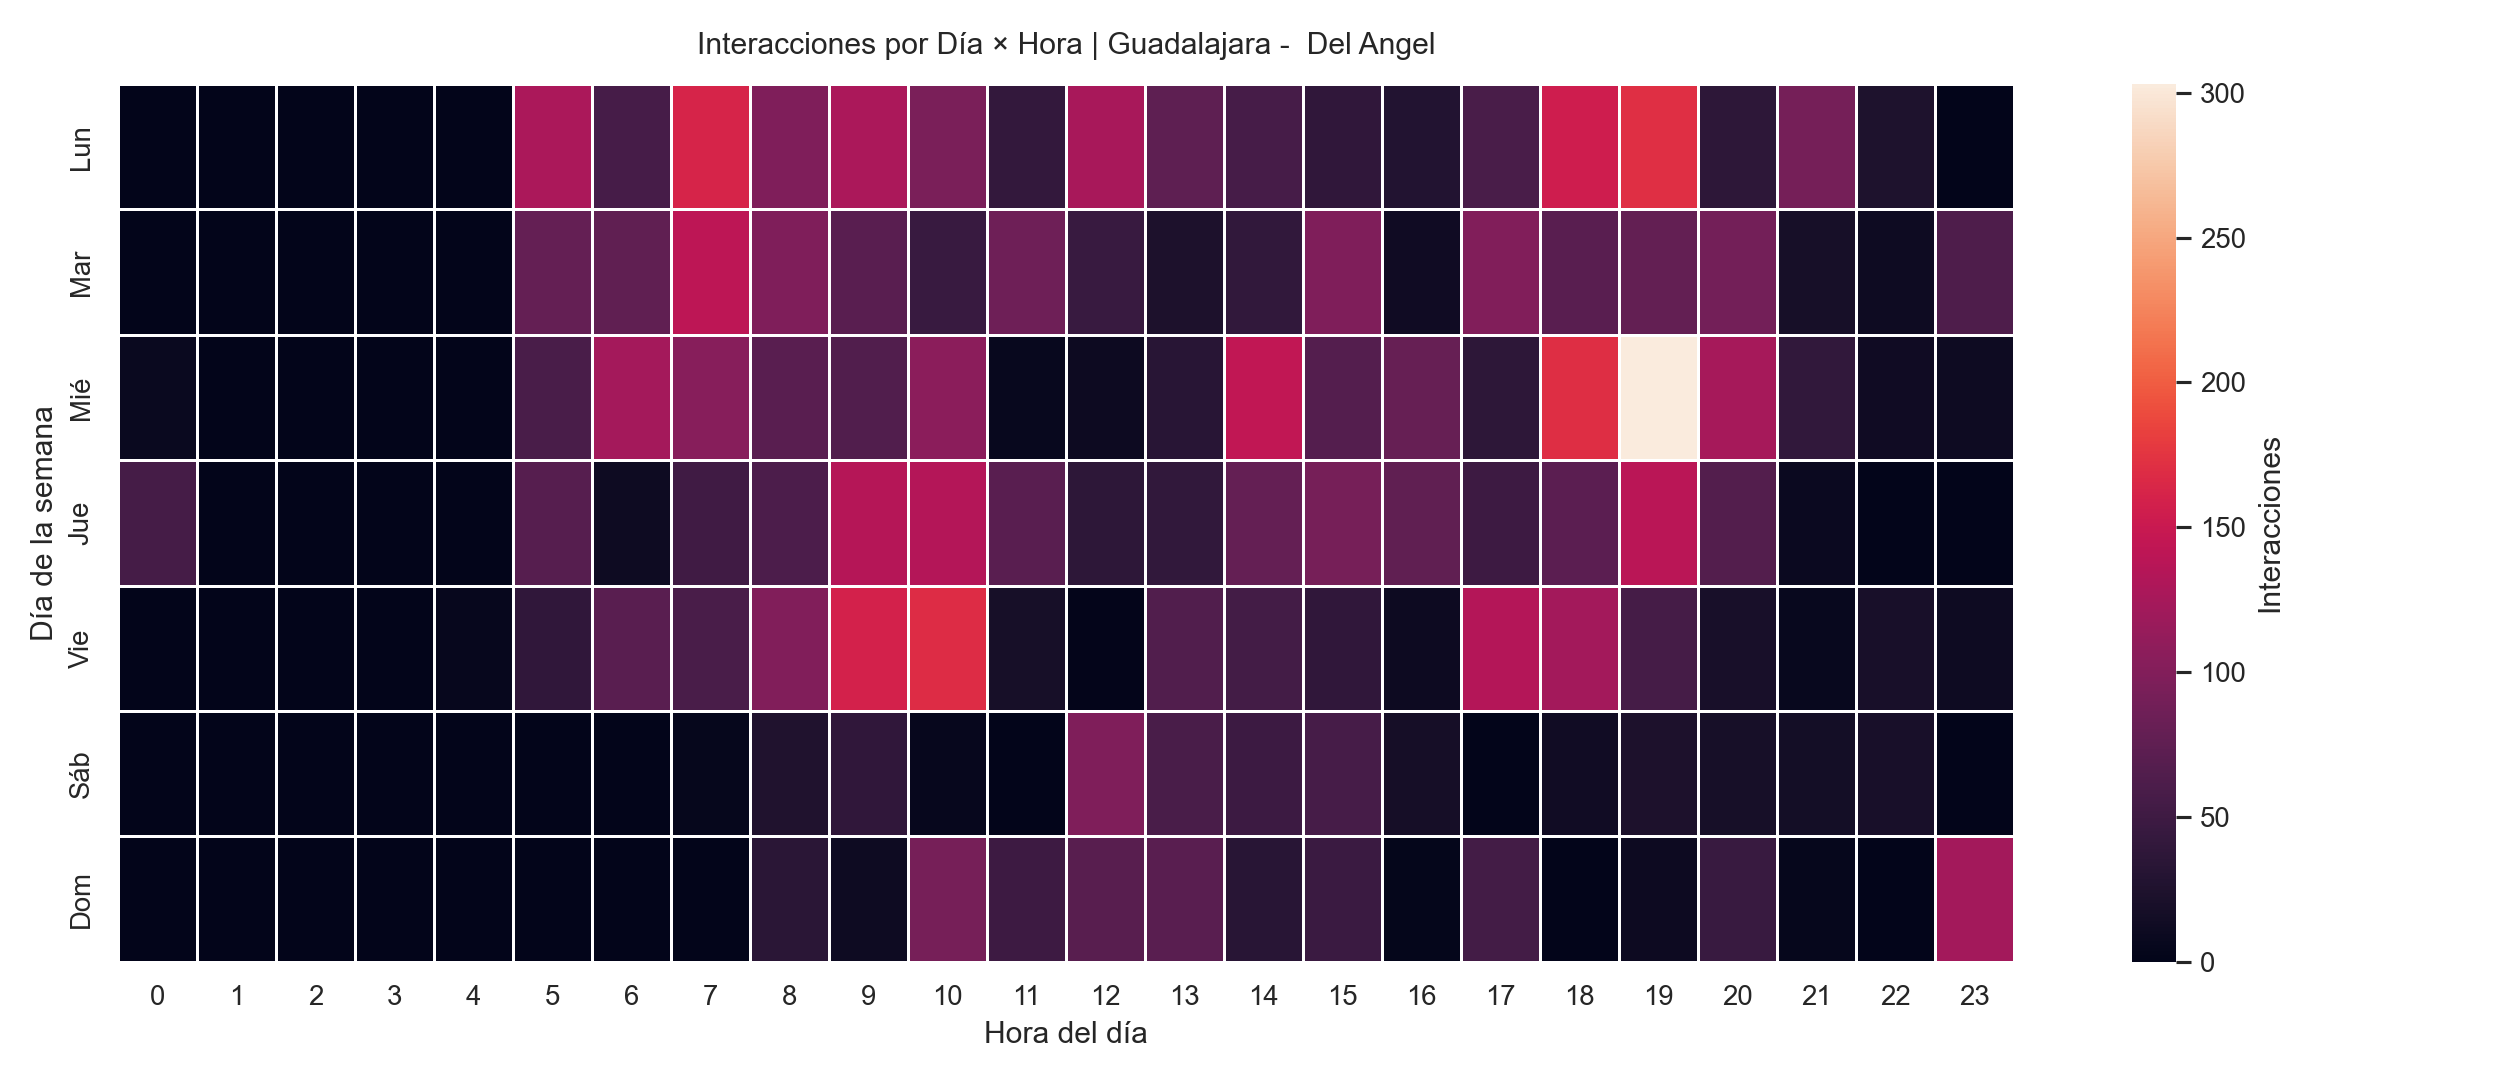 Interacciones por Día × Hora | Guadalajara -  Del Angel
Día de la semana
Lun
Mar
Mié
Jue
Vie
Sáb
Dom
0 1 2 3 4 5 6 7 8 9 10 11 12 13 14 15 16 17 18 19 20 21 22 23
Hora del día
300
250
200
150
100
50
0
Interacciones